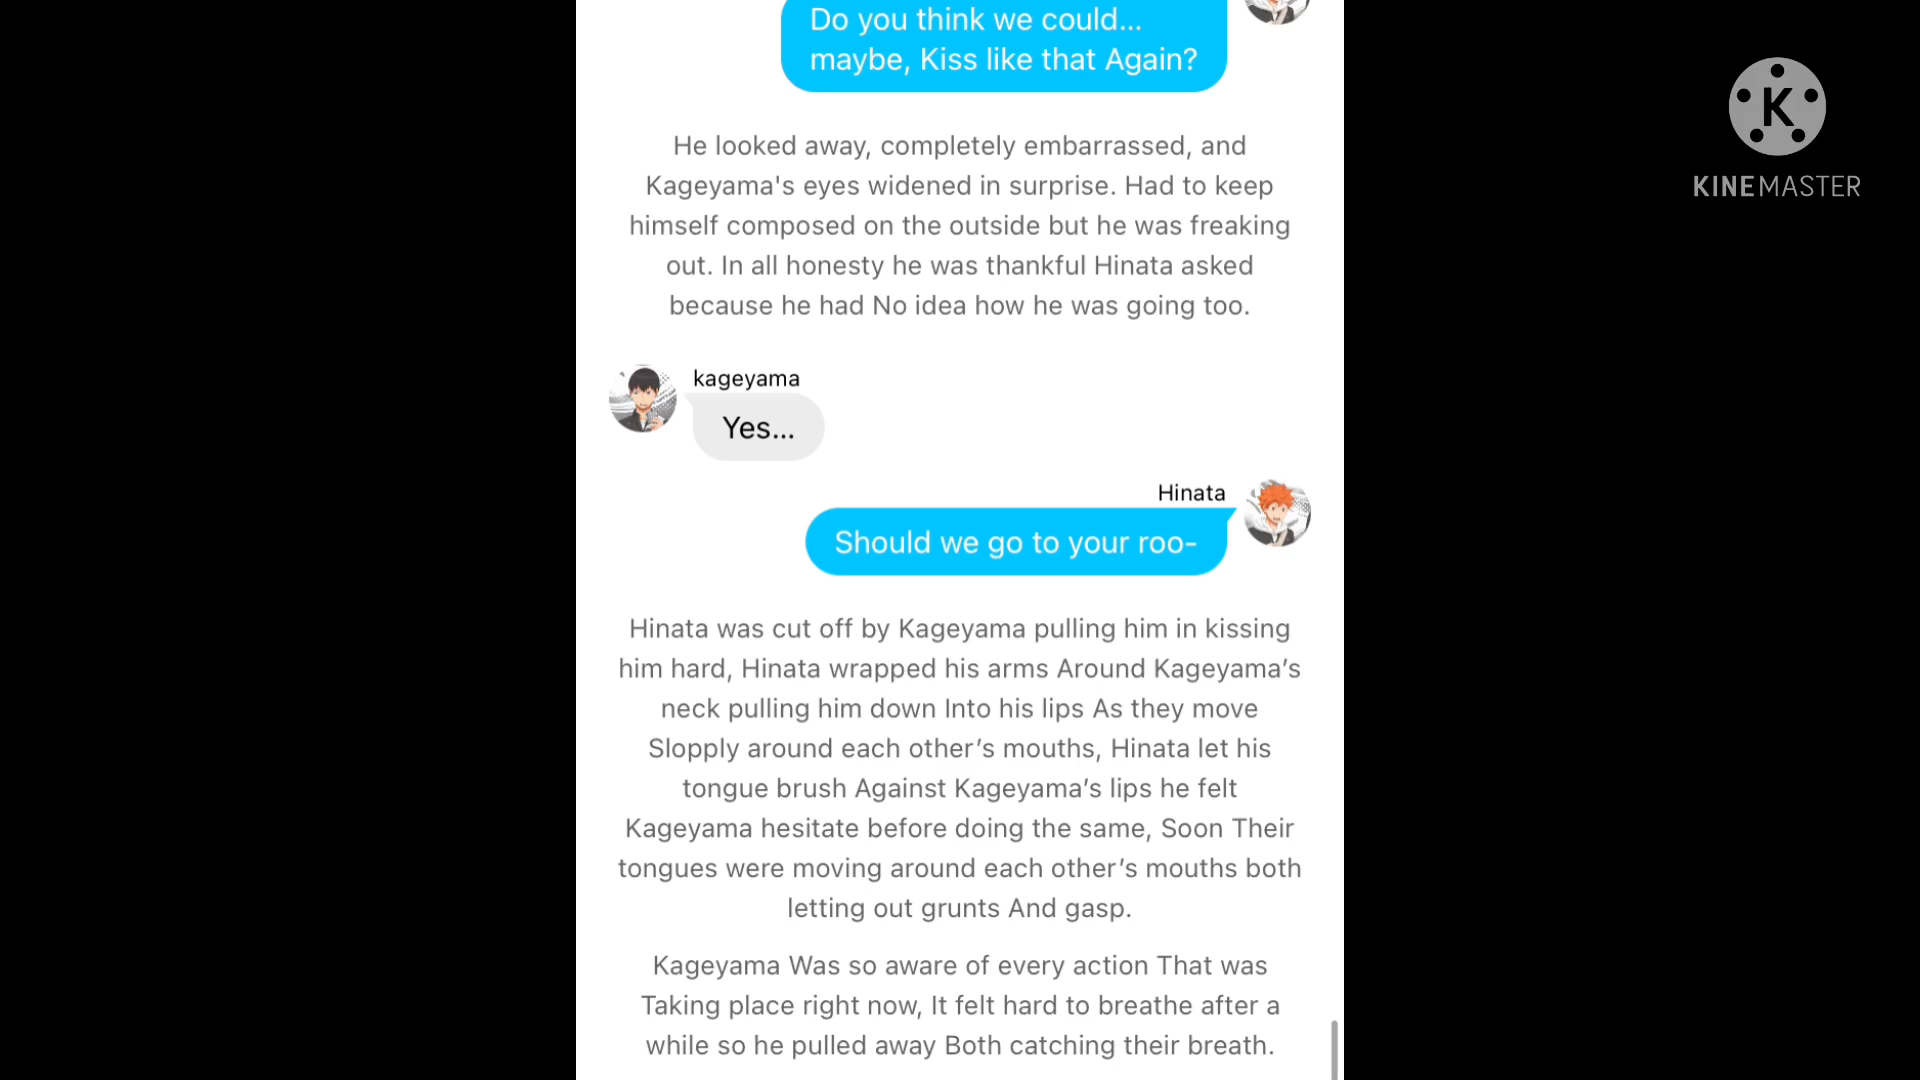 Do you think we could...
maybe, Kiss like that Again?
He looked away, completely embarrassed, and
Kageyama's eyes widened in surprise. Had to keep
himself composed on the outside but he was freaking
out. In all honesty he was thankful Hinata asked
because he had No idea how he was going too.
kageyama
Yes...
Hinata
Should we go to your roo-
Hinata was cut off by Kageyama pulling him in kissing
him hard, Hinata wrapped his arms Around Kageyama’s
neck pulling him down Into his lips As they move
Slopply around each other’s mouths, Hinata let his
tongue brush Against Kageyama’s lips he felt
Kageyama hesitate before doing the same, Soon Their
tongues were moving around each other’s mouths both
letting out grunts And gasp.
Kageyama Was so aware of every action That was
Taking place right now, It felt hard to breathe after a
while so he pulled away Both catching their breath.
K
KINEMASTER